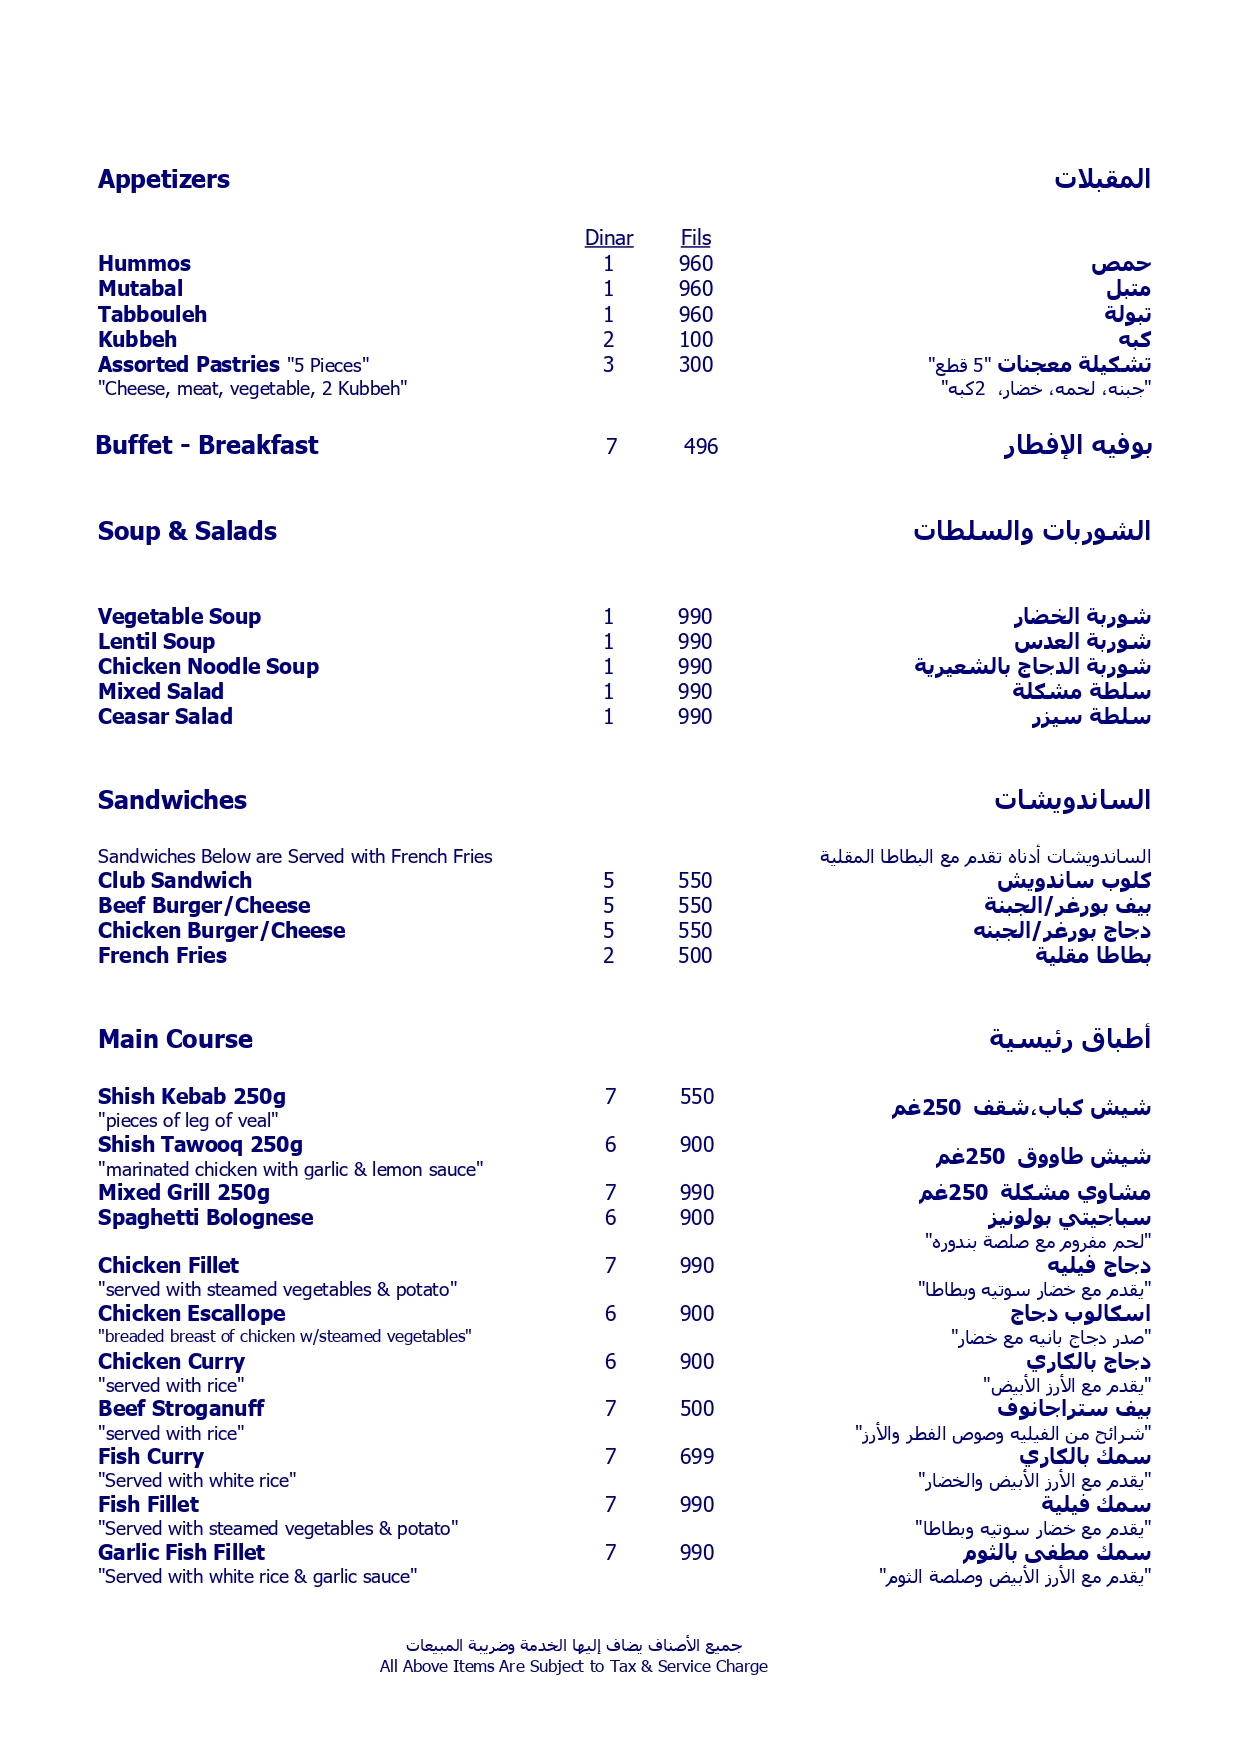 Appetizers المقبلات
Dinar Fils
Hummos 1 960 حمص
Mutabal 1 960 متبل
Tabbouleh 1 960 تبولة
Kubbeh 2 100 كبه
Assorted Pastries "5 Pieces" 3 300 تشكيلة معجنات "5 قطع"
"Cheese, meat, vegetable, 2 Kubbeh" "جبنه، لحمه، خضار، 2كبه"
Buffet - Breakfast 7 496 بوفيه الإفطار
Soup & Salads الشوربات والسلطات
Vegetable Soup 1 990 شوربة الخضار
Lentil Soup 1 990 شوربة العدس
Chicken Noodle Soup 1 990 شوربة الدجاج بالشعيرية
Mixed Salad 1 990 سلطة مشكلة
Ceasar Salad 1 990 سلطة سيزر
Sandwiches الساندويشات
Sandwiches Below are Served with French Fries الساندويشات أدناه تقدم مع البطاطا المقلية
Club Sandwich 5 550 كلوب ساندويش
Beef Burger/Cheese 5 550 بيف بورغر/الجبنة
Chicken Burger/Cheese 5 550 دجاج بورغر/الجبنه
French Fries 2 500 بطاطا مقلية
Main Course أطباق رئيسية
Shish Kebab 250g 7 550 شيش كباب،شقف 250غم
"pieces of leg of veal"
Shish Tawooq 250g 6 900 شيش طاووق 250غم
"marinated chicken with garlic & lemon sauce"
Mixed Grill 250g 7 990 مشاوي مشكلة 250غم
Spaghetti Bolognese 6 900 سباجيتي بولونيز
"لحم مفروم مع صلصة بندوره"
Chicken Fillet 7 990 دجاج فيليه
"served with steamed vegetables & potato" "يقدم مع خضار سوتيه وبطاطا"
Chicken Escallope 6 900 اسكالوب دجاج
"breaded breast of chicken w/steamed vegetables" "صدر دجاج بانيه مع خضار"
Chicken Curry 6 900 دجاج بالكاري
"served with rice" "يقدم مع الأرز الأبيض"
Beef Stroganuff 7 500 بيف ستراجانوف
"served with rice" "شرائح من الفيليه وصوص الفطر والأرز"
Fish Curry 7 699 سمك بالكاري
"Served with white rice" "يقدم مع الأرز الأبيض والخضار"
Fish Fillet 7 990 سمك فيلية
"Served with steamed vegetables & potato" "يقدم مع خضار سوتيه وبطاطا"
Garlic Fish Fillet 7 990 سمك مطفى بالثوم
"Served with white rice & garlic sauce" "يقدم مع الأرز الأبيض وصلصة الثوم"
جميع الأصناف يضاف إليها الخدمة وضريبة المبيعات
All Above Items Are Subject to Tax & Service Charge